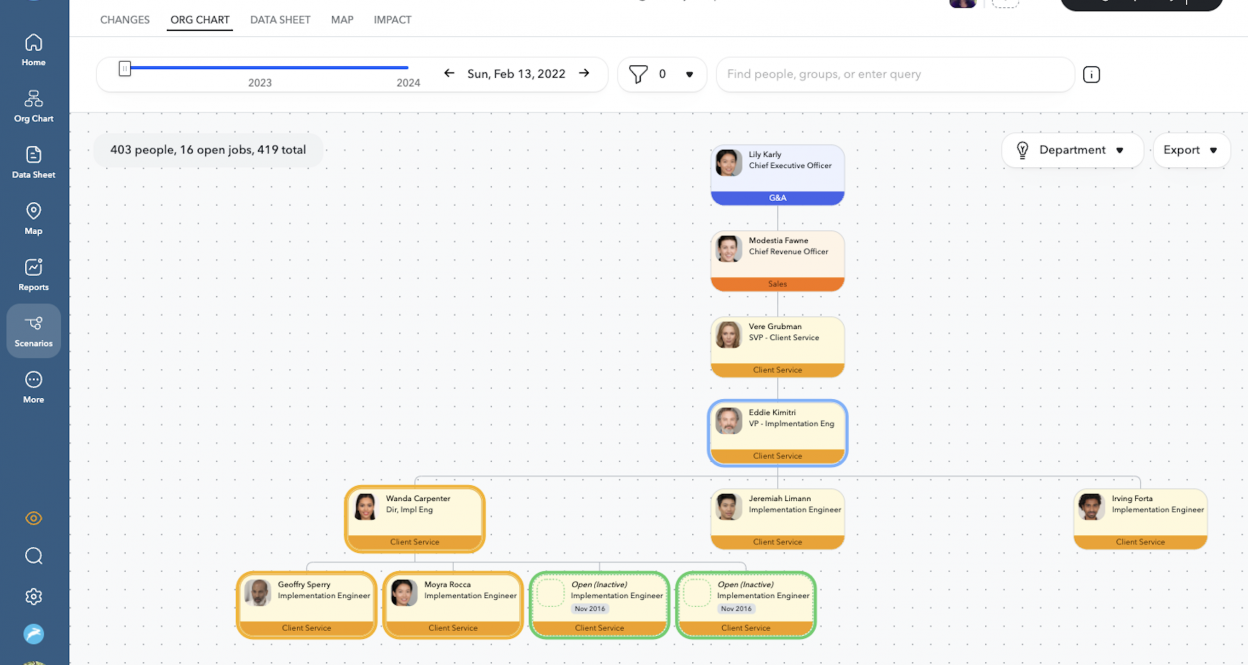 CHANGES
ORG CHART
DATA SHEET
MAP
IMPACT
Home
Org Chart
Data Sheet
Map
Reports
Scenarios
More
2023
2024
Sun, Feb 13, 2022
0
Find people, groups, or enter query
403 people, 16 open jobs, 419 total
Department
Export
Lily Karly
Chief Executive Officer
G&A
Modestia Fawne
Chief Revenue Officer
Sales
Vere Grubman
SVP - Client Service
Client Service
Eddie Kimitri
VP - Implmentation Eng
Client Service
Wanda Carpenter
Dir, Impl Eng
Client Service
Jeremiah Limann
Implementation Engineer
Client Service
Irving Forta
Implementation Engineer
Client Service
Geoffry Sperry
Implementation Engineer
Client Service
Moyra Rocca
Implementation Engineer
Client Service
Open (Inactive)
Implementation Engineer
Nov 2016
Client Service
Open (Inactive)
Implementation Engineer
Nov 2016
Client Service